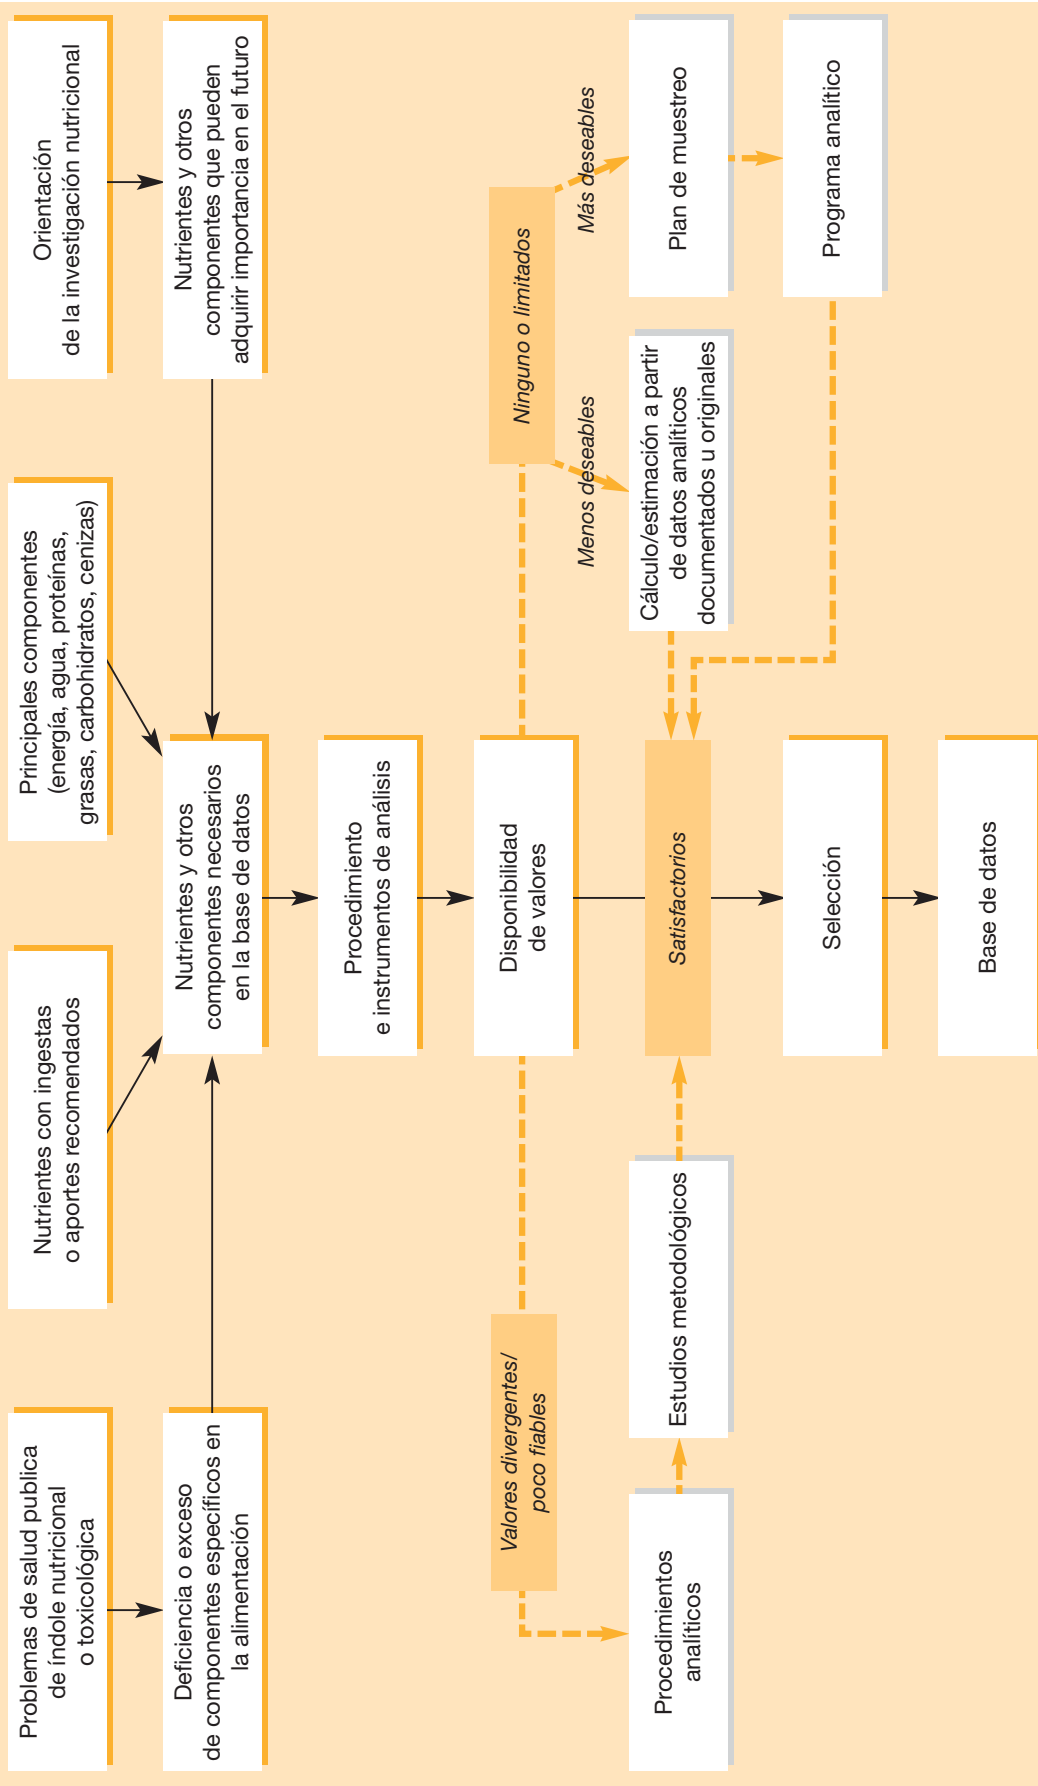 Problemas de salud publica
de índole nutricional
o toxicológica
Nutrientes con ingestas
o aportes recomendados
Principales componentes
(energía, agua, proteínas,
grasas, carbohidratos, cenizas)
Orientación
de la investigación nutricional
Deficiencia o exceso
de componentes específicos en
la alimentación
Nutrientes y otros
componentes necesarios
en la base de datos
Nutrientes y otros
componentes que pueden
adquirir importancia en el futuro
Procedimiento
e instrumentos de análisis
Valores divergentes/
poco fiables
Disponibilidad
de valores
Ninguno o limitados
Menos deseables
Más deseables
Procedimientos
analíticos
Estudios metodológicos
Satisfactorios
Cálculo/estimación a partir
de datos analíticos
documentados u originales
Plan de muestreo
Selección
Programa analítico
Base de datos